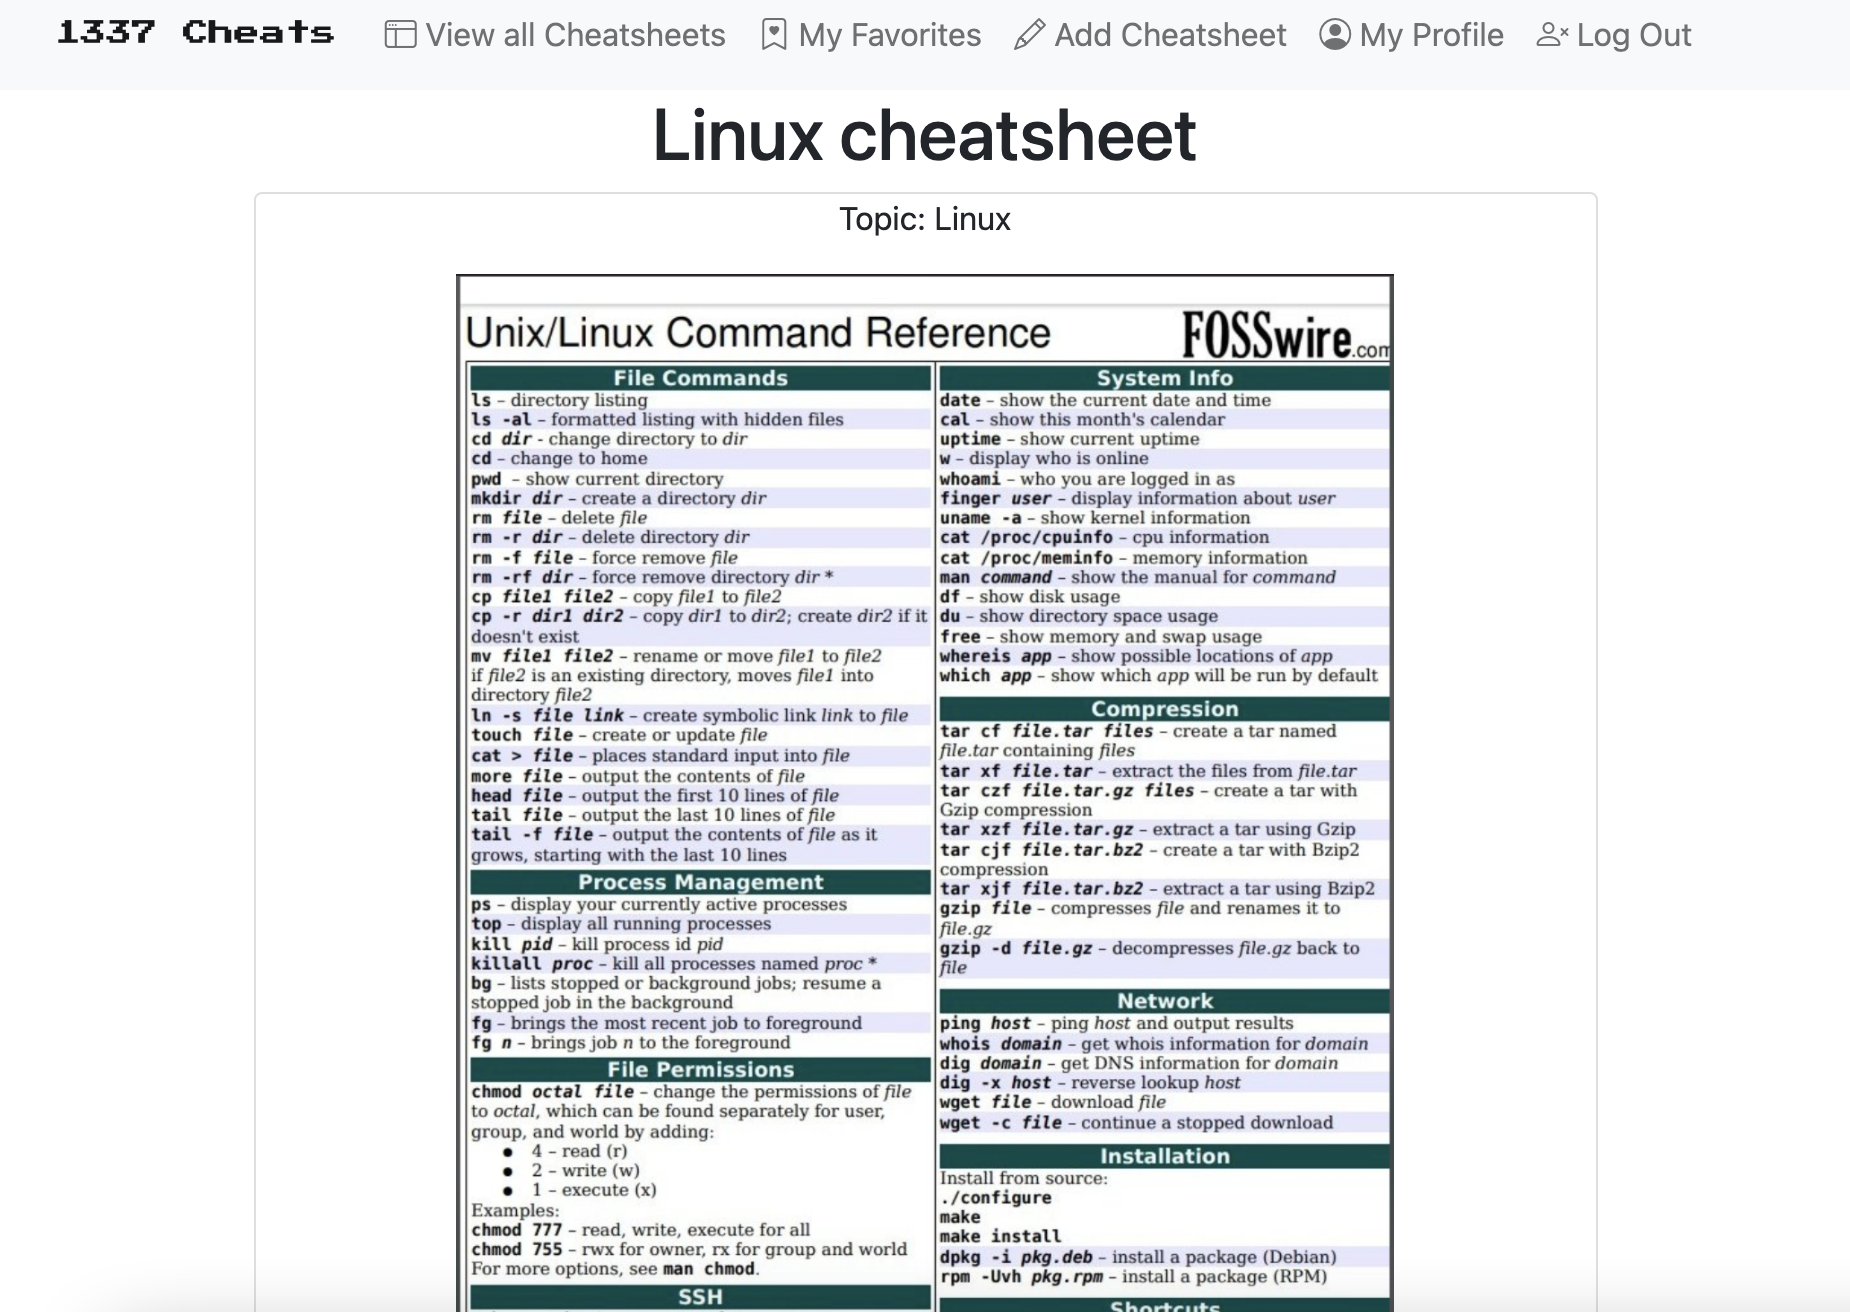 1337 Cheats
View all Cheatsheets
My Favorites
Add Cheatsheet
My Profile
Log Out
Linux cheatsheet
Topic: Linux
Unix/Linux Command Reference
FOSSwire.com
File Commands
ls – directory listing
ls -al – formatted listing with hidden files
cd dir - change directory to dir
cd – change to home
pwd – show current directory
mkdir dir – create a directory dir
rm file – delete file
rm -r dir – delete directory dir
rm -f file – force remove file
rm -rf dir – force remove directory dir *
cp file1 file2 – copy file1 to file2
cp -r dir1 dir2 – copy dir1 to dir2; create dir2 if it
doesn't exist
mv file1 file2 – rename or move file1 to file2
if file2 is an existing directory, moves file1 into
directory file2
ln -s file link – create symbolic link link to file
touch file – create or update file
cat > file – places standard input into file
more file – output the contents of file
head file – output the first 10 lines of file
tail file – output the last 10 lines of file
tail -f file – output the contents of file as it
grows, starting with the last 10 lines
Process Management
ps – display your currently active processes
top – display all running processes
kill pid – kill process id pid
killall proc – kill all processes named proc *
bg – lists stopped or background jobs; resume a
stopped job in the background
fg – brings the most recent job to foreground
fg n – brings job n to the foreground
File Permissions
chmod octal file – change the permissions of file
to octal, which can be found separately for user,
group, and world by adding:
● 4 – read (r)
● 2 – write (w)
● 1 – execute (x)
Examples:
chmod 777 – read, write, execute for all
chmod 755 – rwx for owner, rx for group and world
For more options, see man chmod.
SSH
System Info
date – show the current date and time
cal – show this month's calendar
uptime – show current uptime
w – display who is online
whoami – who you are logged in as
finger user – display information about user
uname -a – show kernel information
cat /proc/cpuinfo – cpu information
cat /proc/meminfo – memory information
man command – show the manual for command
df – show disk usage
du – show directory space usage
free – show memory and swap usage
whereis app – show possible locations of app
which app – show which app will be run by default
Compression
tar cf file.tar files – create a tar named
file.tar containing files
tar xf file.tar – extract the files from file.tar
tar czf file.tar.gz files – create a tar with
Gzip compression
tar xzf file.tar.gz – extract a tar using Gzip
tar cjf file.tar.bz2 – create a tar with Bzip2
compression
tar xjf file.tar.bz2 – extract a tar using Bzip2
gzip file – compresses file and renames it to
file.gz
gzip -d file.gz – decompresses file.gz back to
file
Network
ping host – ping host and output results
whois domain – get whois information for domain
dig domain – get DNS information for domain
dig -x host – reverse lookup host
wget file – download file
wget -c file – continue a stopped download
Installation
Install from source:
./configure
make
make install
dpkg -i pkg.deb – install a package (Debian)
rpm -Uvh pkg.rpm – install a package (RPM)
Shortcuts